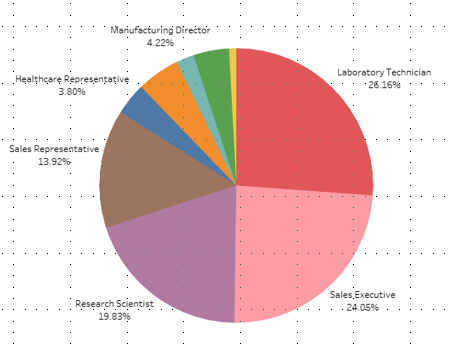 Manufacturing Director
4.22%
Laboratory Technician
26.16%
Healthcare Representative
3.80%
Sales Representative
13.92%
Sales Executive
24.05%
Research Scientist
19.83%